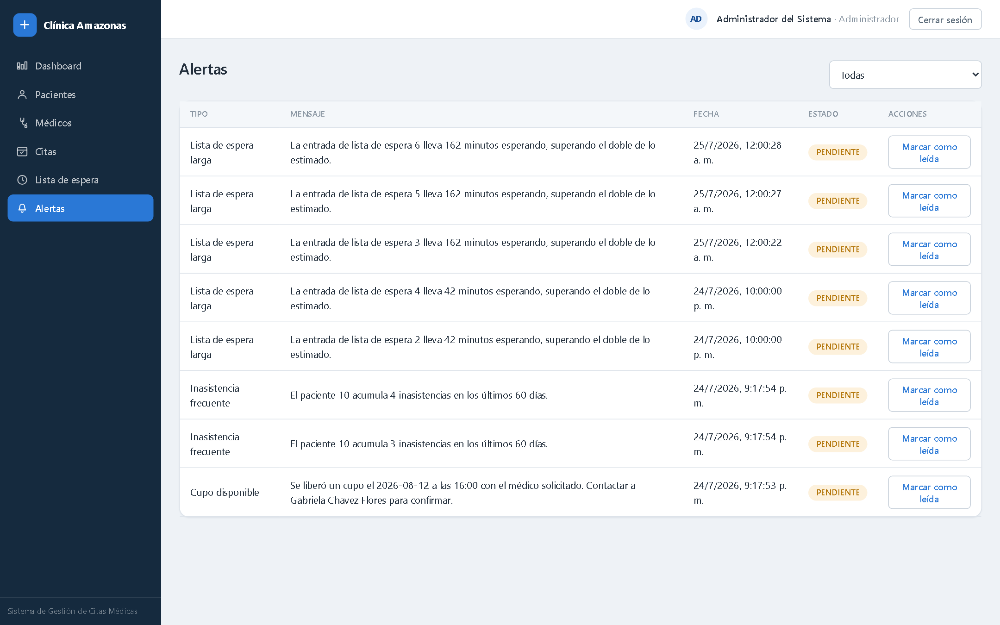 Clínica Amazonas
Dashboard
Pacientes
Médicos
Citas
Lista de espera
Alertas
Sistema de Gestión de Citas Médicas
AD
Administrador del Sistema · Administrador
Cerrar sesión
Alertas
Todas
TIPO MENSAJE FECHA ESTADO ACCIONES
Lista de espera
larga
La entrada de lista de espera 6 lleva 162 minutos esperando, superando el doble de lo
estimado.
25/7/2026, 12:00:28
a. m.
PENDIENTE
Marcar como
leída
Lista de espera
larga
La entrada de lista de espera 5 lleva 162 minutos esperando, superando el doble de lo
estimado.
25/7/2026, 12:00:27
a. m.
PENDIENTE
Marcar como
leída
Lista de espera
larga
La entrada de lista de espera 3 lleva 162 minutos esperando, superando el doble de lo
estimado.
25/7/2026, 12:00:22
a. m.
PENDIENTE
Marcar como
leída
Lista de espera
larga
La entrada de lista de espera 4 lleva 42 minutos esperando, superando el doble de lo
estimado.
24/7/2026, 10:00:00
p. m.
PENDIENTE
Marcar como
leída
Lista de espera
larga
La entrada de lista de espera 2 lleva 42 minutos esperando, superando el doble de lo
estimado.
24/7/2026, 10:00:00
p. m.
PENDIENTE
Marcar como
leída
Inasistencia
frecuente
El paciente 10 acumula 4 inasistencias en los últimos 60 días.
24/7/2026, 9:17:54 p.
m.
PENDIENTE
Marcar como
leída
Inasistencia
frecuente
El paciente 10 acumula 3 inasistencias en los últimos 60 días.
24/7/2026, 9:17:54 p.
m.
PENDIENTE
Marcar como
leída
Cupo disponible
Se liberó un cupo el 2026-08-12 a las 16:00 con el médico solicitado. Contactar a
Gabriela Chavez Flores para confirmar.
24/7/2026, 9:17:53 p.
m.
PENDIENTE
Marcar como
leída